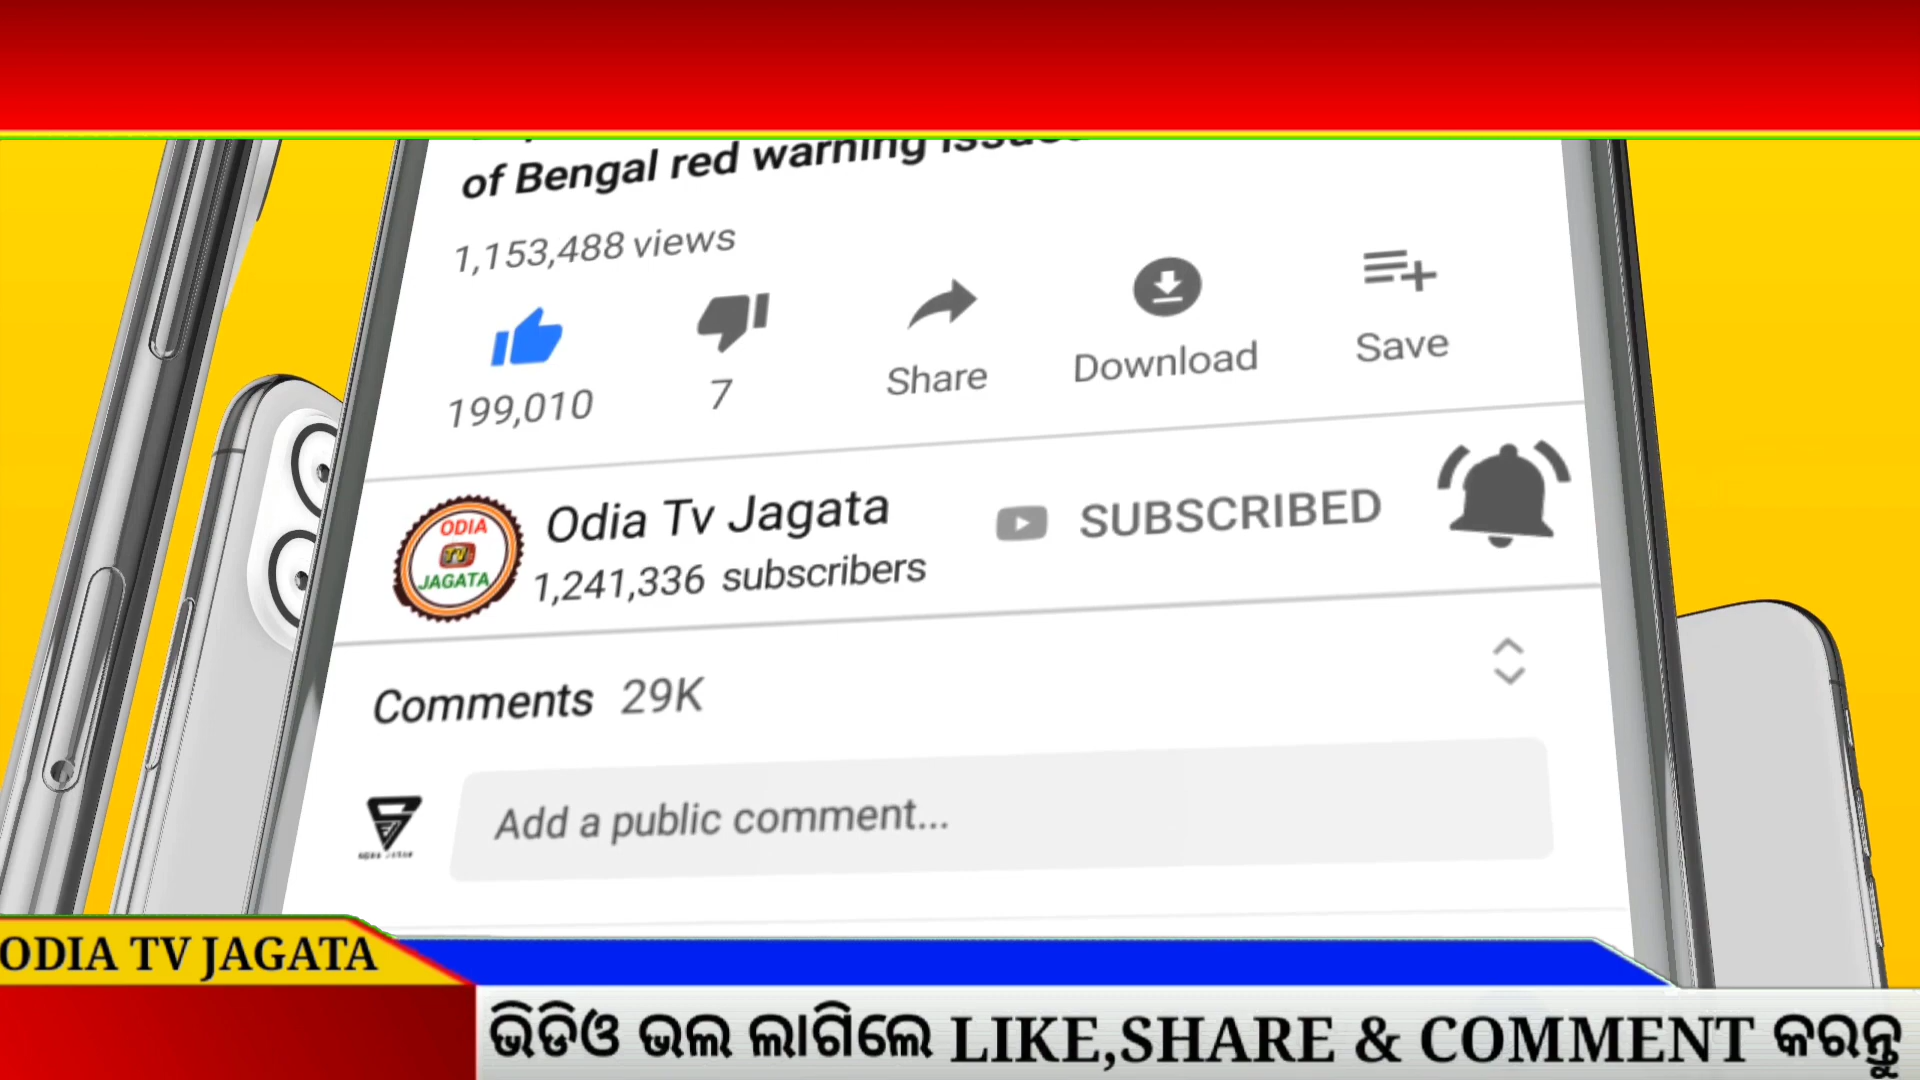 of Bengal red warning issued
1,153,488 views
199,010
7
Share
Download
Save
ODIA
TV
JAGATA
Odia Tv Jagata
1,241,336 subscribers
SUBSCRIBED
Comments 29K
Add a public comment...
ODIA TV JAGATA
ଭିଡିଓ ଭଲ ଲାଗିଲେ LIKE,SHARE & COMMENT କରନ୍ତୁ